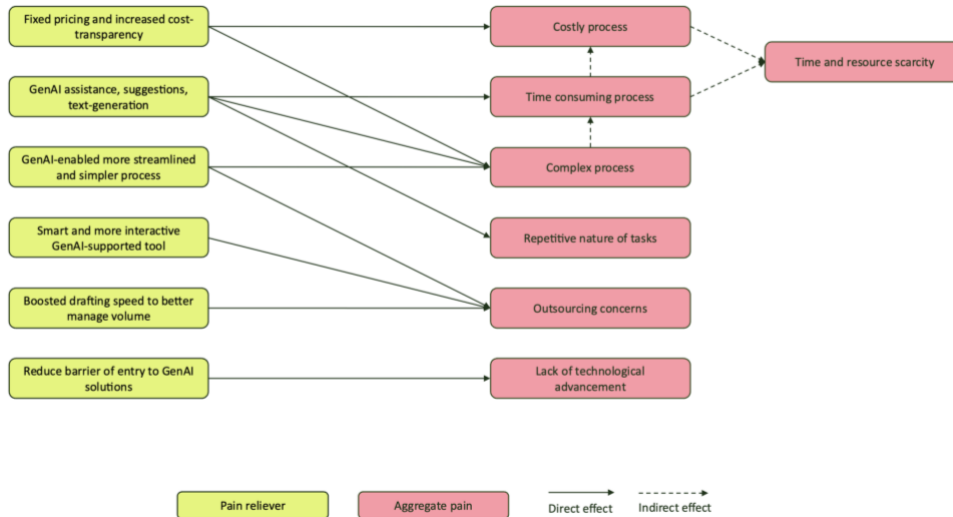 Fixed pricing and increased cost-
transparency
Costly process
Time and resource scarcity
GenAI assistance, suggestions,
text-generation
Time consuming process
GenAI-enabled more streamlined
and simpler process
Complex process
Smart and more interactive
GenAI-supported tool
Repetitive nature of tasks
Boosted drafting speed to better
manage volume
Outsourcing concerns
Reduce barrier of entry to GenAI
solutions
Lack of technological
advancement
Pain reliever
Aggregate pain
Direct effect
Indirect effect